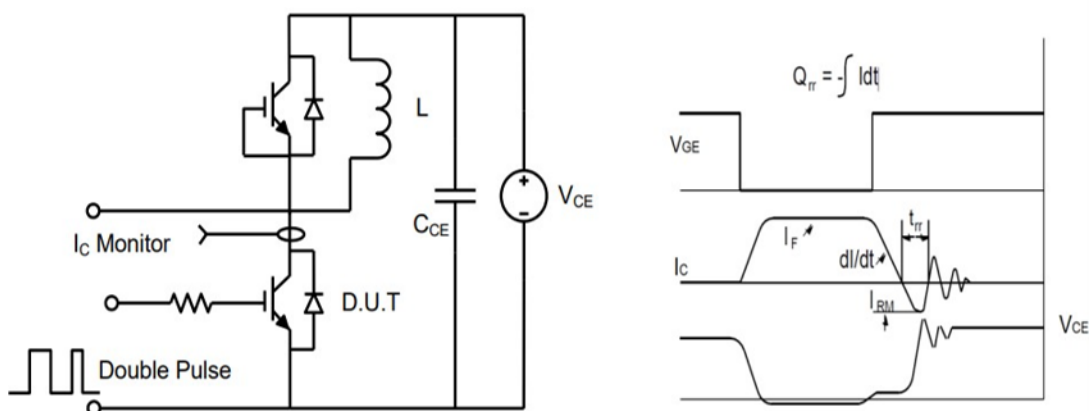 L
V_CE
C_CE
I_C Monitor
D.U.T
Double Pulse
Q_rr = -∫ Idt
V_GE
t_rr
I_F
dI/dt
I_C
I_RM
V_CE